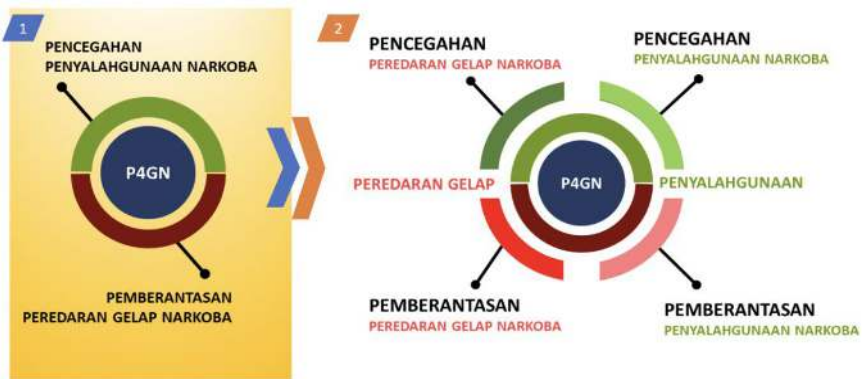 1
PENCEGAHAN
PENYALAHGUNAAN NARKOBA
P4GN
PEMBERANTASAN
PEREDARAN GELAP NARKOBA
2
PENCEGAHAN
PEREDARAN GELAP NARKOBA
PENCEGAHAN
PENYALAHGUNAAN NARKOBA
PEREDARAN GELAP
P4GN
PENYALAHGUNAAN
PEMBERANTASAN
PEREDARAN GELAP NARKOBA
PEMBERANTASAN
PENYALAHGUNAAN NARKOBA